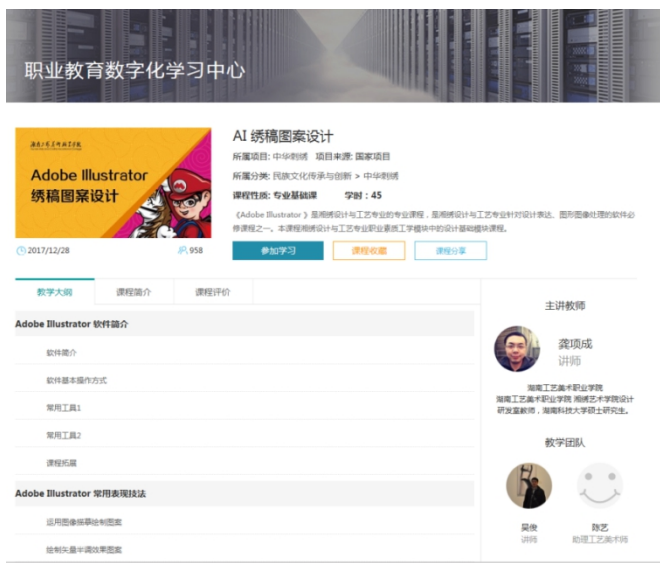 职业教育数字化学习中心
Adobe Illustrator
绣稿图案设计
2017/12/28
958
AI 绣稿图案设计
所属项目: 中华刺绣 项目来源: 国家项目
所属分类: 民族文化传承与创新 > 中华刺绣
课程性质: 专业基础课 学时：45
《Adobe Illustrator 》是湘绣设计与工艺专业的专业课程，是湘绣设计与工艺专业针对设计表达、图形图像处理的软件必
修课程之一。本课程湘绣设计与工艺专业职业素质工学模块中的设计基础模块课程。
参加学习 课程收藏 课程分享
教学大纲 课程简介 课程评价
Adobe Illustrator 软件简介
软件简介
软件基本操作方式
常用工具1
常用工具2
课程拓展
Adobe Illustrator 常用表现技法
运用图像描摹绘制图案
绘制矢量半调效果图案
主讲教师
龚项成
讲师
湖南工艺美术职业学院
湖南工艺美术职业学院 湘绣艺术学院设计
研发室教师，湖南科技大学硕士研究生。
教学团队
吴俊
讲师
陈艺
助理工艺美术师